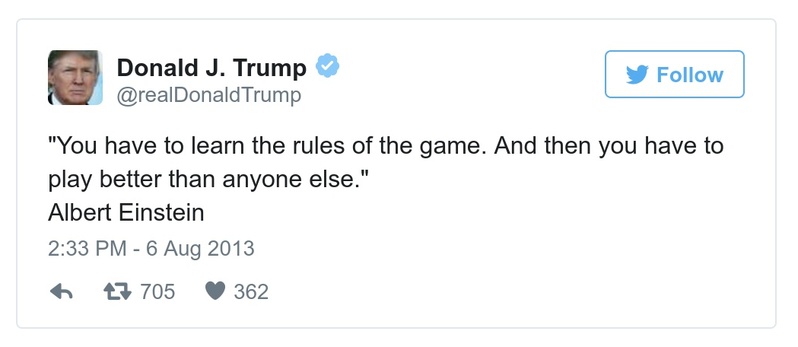 Donald J. Trump
@realDonaldTrump
Follow
"You have to learn the rules of the game. And then you have to
play better than anyone else."
Albert Einstein
2:33 PM - 6 Aug 2013
705 362